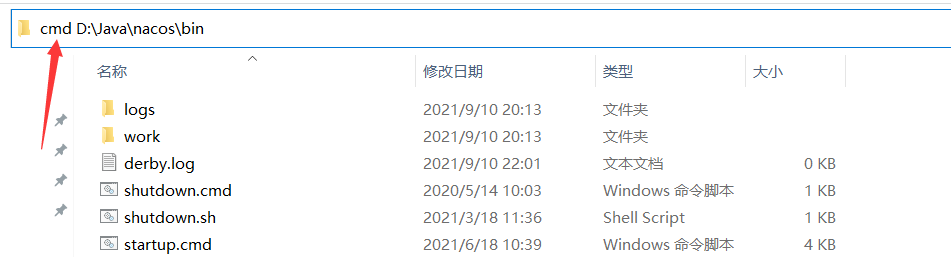 cmd D:\Java\nacos\bin
名称 修改日期 类型 大小
logs 2021/9/10 20:13 文件夹
work 2021/9/10 20:13 文件夹
derby.log 2021/9/10 22:01 文本文档 0 KB
shutdown.cmd 2020/5/14 10:03 Windows 命令脚本 1 KB
shutdown.sh 2021/3/18 11:36 Shell Script 1 KB
startup.cmd 2021/6/18 10:39 Windows 命令脚本 4 KB